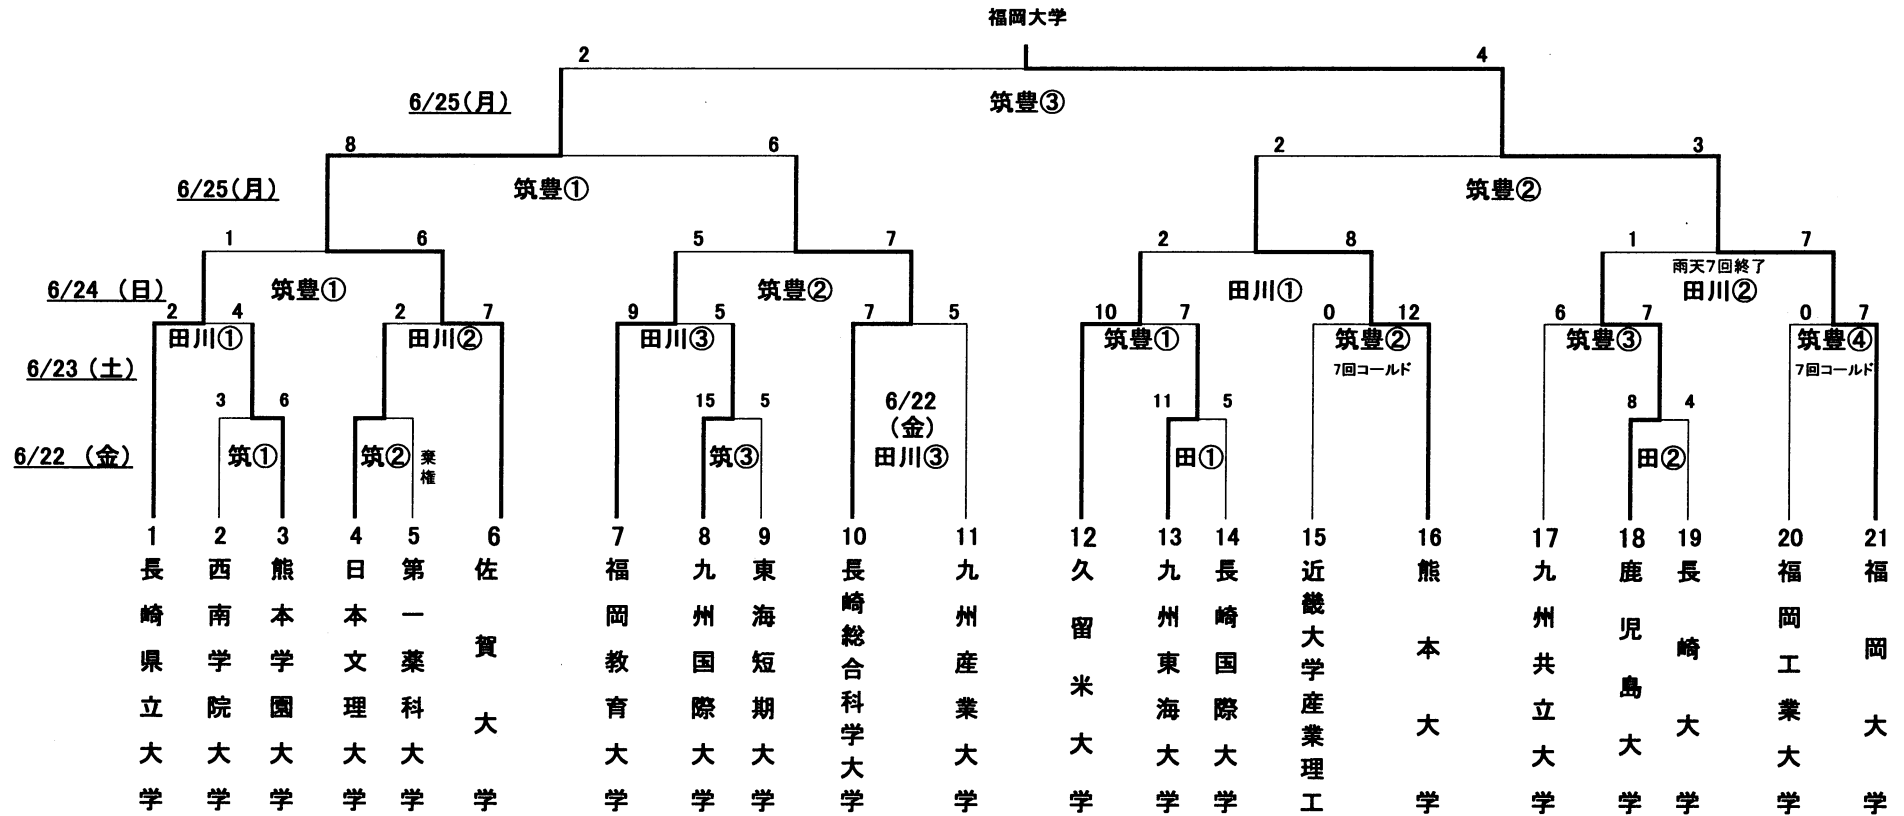 福岡大学
2 4
6/25(月) 筑豊③
8 6 2 3
6/25(月) 筑豊① 筑豊②
1 6 5 7 2 8 1 7
雨天7回終了
6/24 (日) 筑豊① 筑豊② 田川① 田川②
2 4 2 7 9 5 7 5 10 7 0 12 6 7 0 7
田川① 田川② 田川③ 筑豊① 筑豊② 筑豊③ 筑豊④
6/23 (土) 7回コールド 7回コールド
3 6 15 5 6/22 11 5 8 4
(金)
6/22 (金) 筑① 筑② 棄権 筑③ 田川③ 田① 田②
1 2 3 4 5 6 7 8 9 10 11 12 13 14 15 16 17 18 19 20 21
長崎県立大学
西南学院大学
熊本学園大学
日本文理大学
第一薬科大学
佐賀大学
福岡教育大学
九州国際大学
東海短期大学
長崎総合科学大学
九州産業大学
久留米大学
九州東海大学
長崎国際大学
近畿大学産業理工
熊本大学
九州共立大学
鹿児島大学
長崎大学
福岡工業大学
福岡大学